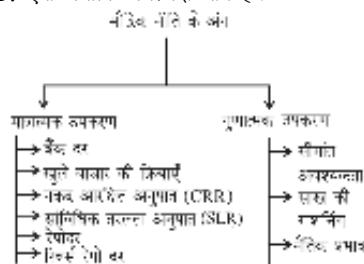 मौद्रिक नीति के अंग
मात्रात्मक उपकरण
बैंक दर
खुले बाजार की क्रियाएँ
नकद आरक्षित अनुपात (CRR)
सांविधिक तरलता अनुपात (SLR)
रेपोदर
रिवर्स रेपो दर
गुणात्मक उपकरण
सीमांत
आवश्यकता
साख की
राशनिंग
नैतिक प्रभाव